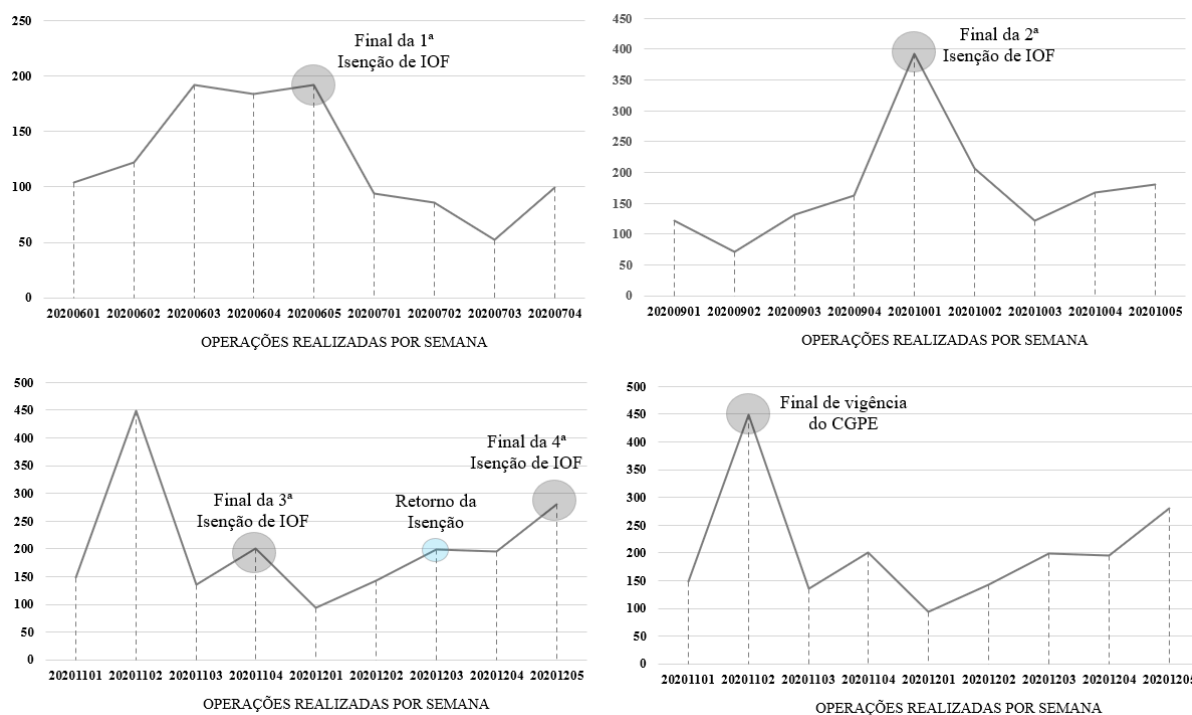 250
200
150
100
50
0
Final da 1ª
Isenção de IOF
20200601 20200602 20200603 20200604 20200605 20200701 20200702 20200703 20200704
OPERAÇÕES REALIZADAS POR SEMANA
450
400
350
300
250
200
150
100
50
0
Final da 2ª
Isenção de IOF
20200901 20200902 20200903 20200904 20201001 20201002 20201003 20201004 20201005
OPERAÇÕES REALIZADAS POR SEMANA
500
450
400
350
300
250
200
150
100
50
0
Final da 3ª
Isenção de IOF
Retorno da
Isenção
Final da 4ª
Isenção de IOF
20201101 20201102 20201103 20201104 20201201 20201202 20201203 20201204 20201205
OPERAÇÕES REALIZADAS POR SEMANA
500
450
400
350
300
250
200
150
100
50
0
Final de vigência
do CGPE
20201101 20201102 20201103 20201104 20201201 20201202 20201203 20201204 20201205
OPERAÇÕES REALIZADAS POR SEMANA